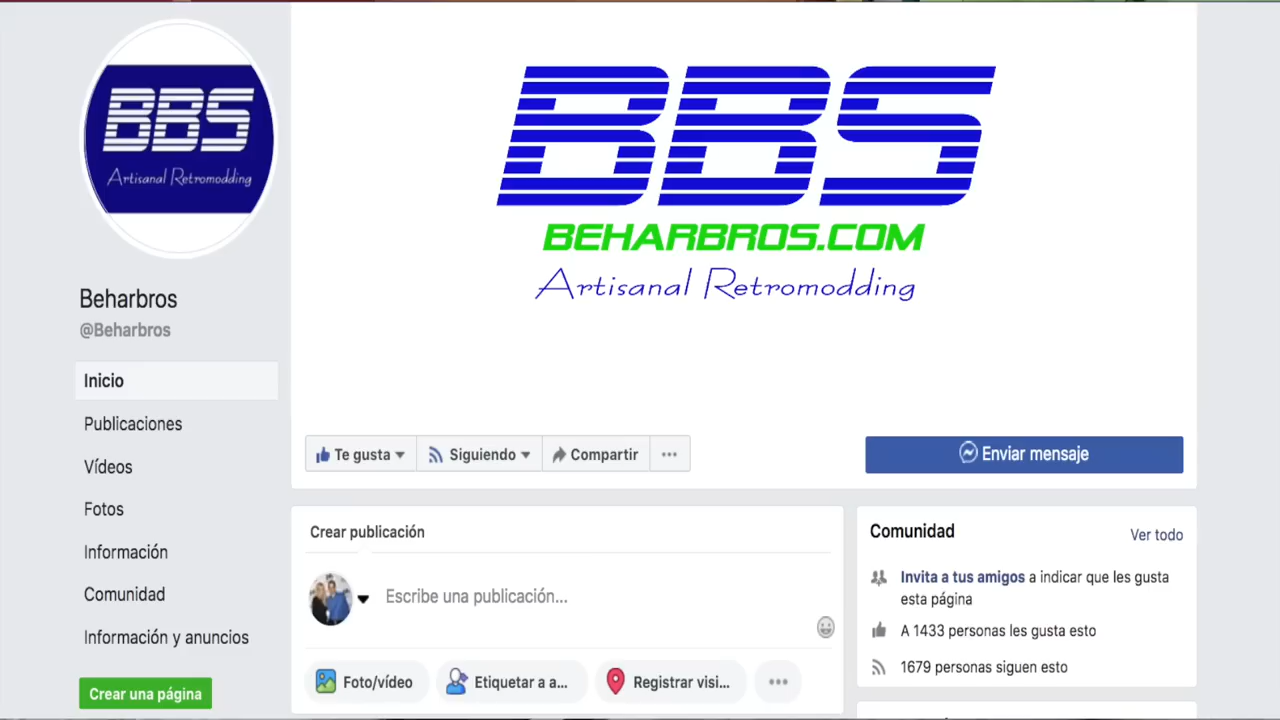 BBS
Artisanal Retromodding
Beharbros
@Beharbros
Inicio
Publicaciones
Vídeos
Fotos
Información
Comunidad
Información y anuncios
Crear una página
BBS
BEHARBROS.COM
Artisanal Retromodding
Te gusta
Siguiendo
Compartir
Enviar mensaje
Crear publicación
Escribe una publicación...
Foto/vídeo
Etiquetar a a...
Registrar visi...
Comunidad
Ver todo
Invita a tus amigos a indicar que les gusta
esta página
A 1433 personas les gusta esto
1679 personas siguen esto